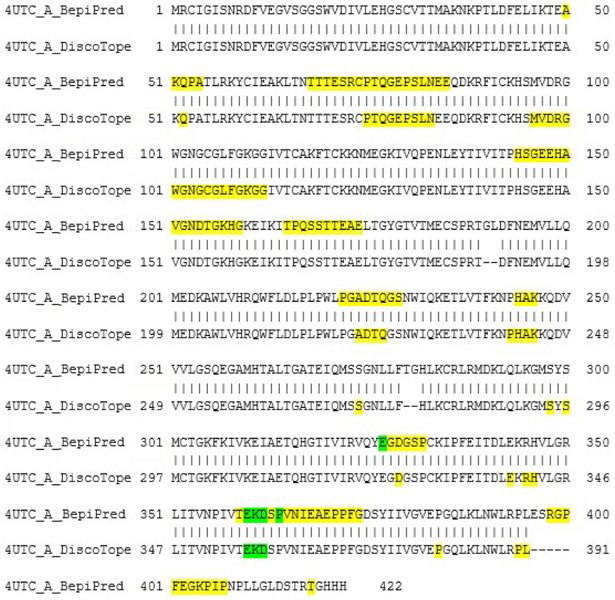 4UTC_A_BepiPred 1 MRCIGISNRDFVEGVSGGSWVDIVLEHGSCVTTMAKNKPTLDFELIKTEA 50
4UTC_A_DiscoTope 1 MRCIGISNRDFVEGVSGGSWVDIVLEHGSCVTTMAKNKPTLDFELIKTEA 50
4UTC_A_BepiPred 51 KQPATLRKYCIEAKLTNTTTESRCPTQGEPSLNEEQDKRFICKHSMVDRG 100
4UTC_A_DiscoTope 51 KQPATLRKYCIEAKLTNTTTESRCPTQGEPSLNEEQDKRFICKHSMVDRG 100
4UTC_A_BepiPred 101 WGNGCGLFGKGGIVTCAKFTCKKNMEGKIVQPENLEYTIVITPHSGEEHA 150
4UTC_A_DiscoTope 101 WGNGCGLFGKGGIVTCAKFTCKKNMEGKIVQPENLEYTIVITPHSGEEHA 150
4UTC_A_BepiPred 151 VGNDTGKHGKEIKITPQSSTTEAELTGYGTVTMECSPRTGLDFNEMVLLQ 200
4UTC_A_DiscoTope 151 VGNDTGKHGKEIKITPQSSTTEAELTGYGTVTMECSPRT--DFNEMVLLQ 198
4UTC_A_BepiPred 201 MEDKAWLVHRQWFLDLPLPWLPGADTQGSNWIQKETLVTFKNPHAKKQDV 250
4UTC_A_DiscoTope 199 MEDKAWLVHRQWFLDLPLPWLPGADTQGSNWIQKETLVTFKNPHAKKQDV 248
4UTC_A_BepiPred 251 VVLGSQEGAMHTALTGATEIQMSSGNLLFTGHLKCRLRMDKLQLKGMSYS 300
4UTC_A_DiscoTope 249 VVLGSQEGAMHTALTGATEIQMSSGNLLF--HLKCRLRMDKLQLKGMSYS 296
4UTC_A_BepiPred 301 MCTGKFKIVKEIAETQHGTIVIRVQYEGDGSPCKIPFEITDLEKRHVLGR 350
4UTC_A_DiscoTope 297 MCTGKFKIVKEIAETQHGTIVIRVQYEGDGSPCKIPFEITDLEKRHVLGR 346
4UTC_A_BepiPred 351 LITVNPIVTEKDSPVNIEAEPPFGDSYIIVGVEPGQLKLNWLRPLESRGP 400
4UTC_A_DiscoTope 347 LITVNPIVTEKDSPVNIEAEPPFGDSYIIVGVEPGQLKLNWLRPL----- 391
4UTC_A_BepiPred 401 FEGKPIPNPLLGLDSTRTGHHH 422